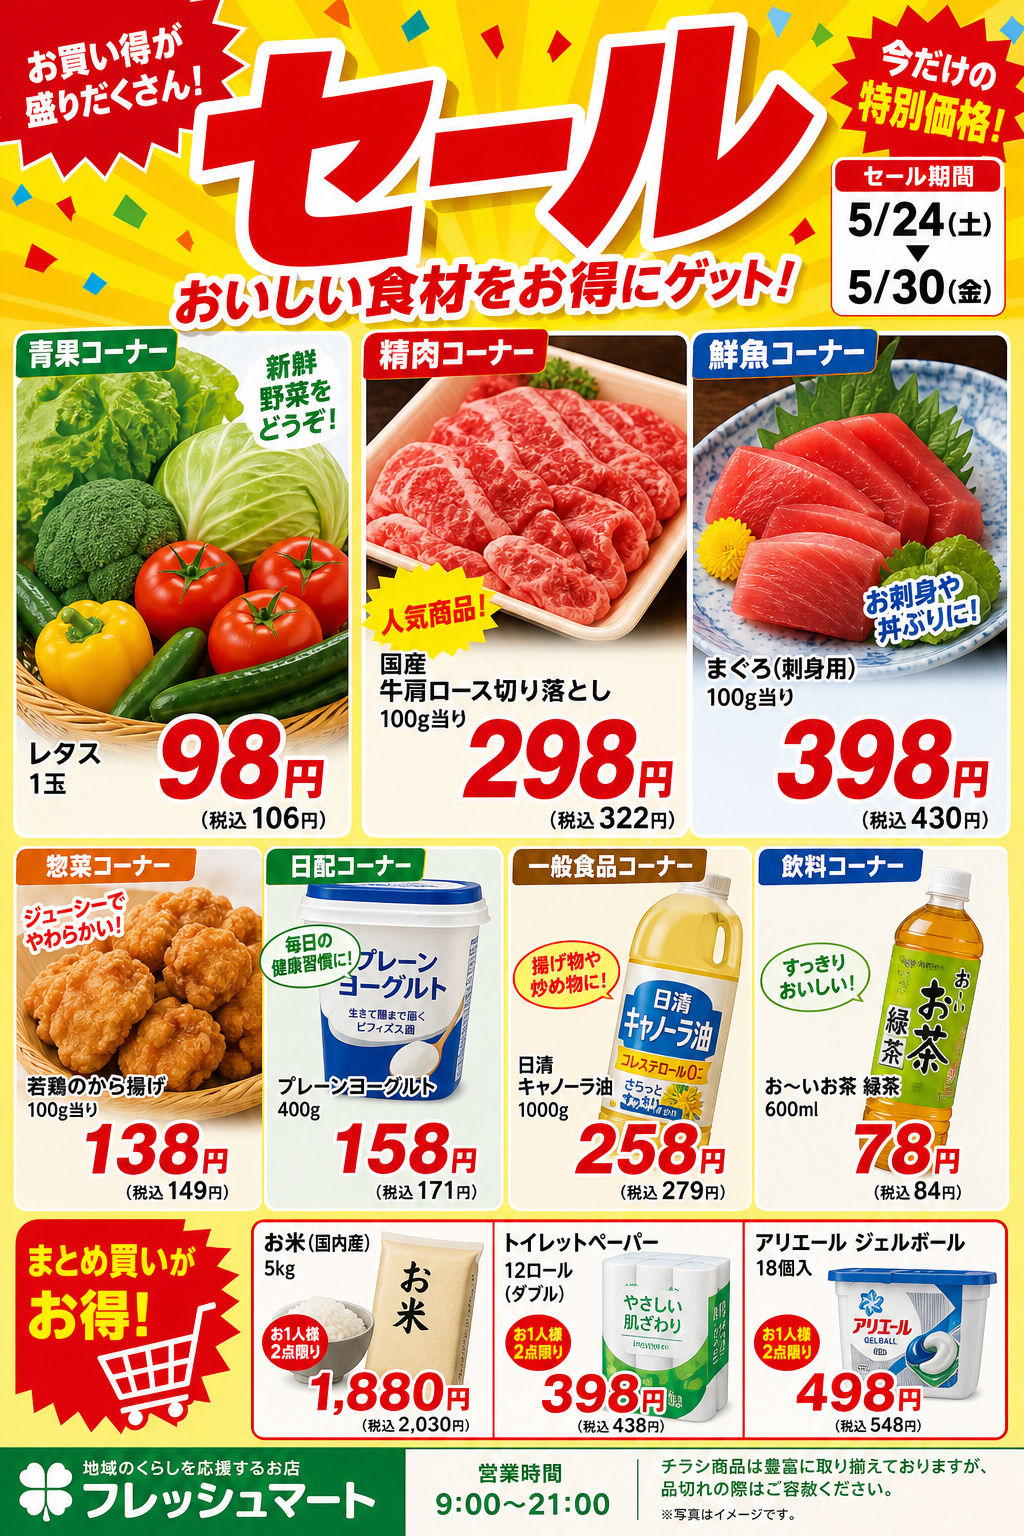 お買い得が
盛りだくさん!
セール
おいしい食材をお得にゲット!
今だけの
特別価格!
セール期間
5/24(土)
▼
5/30(金)
青果コーナー
新鮮
野菜を
どうぞ!
レタス
1玉
98円
(税込 106円)
精肉コーナー
人気商品!
国産
牛肩ロース切り落とし
100g当り
298円
(税込 322円)
鮮魚コーナー
お刺身や
丼ぶりに!
まぐろ(刺身用)
100g当り
398円
(税込 430円)
惣菜コーナー
ジューシーで
やわらかい!
若鶏のから揚げ
100g当り
138円
(税込 149円)
日配コーナー
毎日の
健康習慣に!
プレーン
ヨーグルト
生きて腸まで届く
ビフィズス菌
プレーンヨーグルト
400g
158円
(税込 171円)
一般食品コーナー
揚げ物や
炒め物に!
日清
キャノーラ油
コレステロール0
さらっと
日清
キャノーラ油
1000g
258円
(税込 279円)
飲料コーナー
すっきり
おいしい!
お〜い
お茶
緑茶
お〜いお茶 緑茶
600ml
78円
(税込 84円)
まとめ買いが
お得!
お米(国内産)
5kg
お米
お1人様
2点限り
1,880円
(税込 2,030円)
トイレットペーパー
12ロール
(ダブル)
やさしい
肌ざわり
お1人様
2点限り
398円
(税込 438円)
アリエール ジェルボール
18個入
アリエール
GELBALL
お1人様
2点限り
498円
(税込 548円)
地域のくらしを応援するお店
フレッシュマート
営業時間
9:00〜21:00
チラシ商品は豊富に取り揃えておりますが、
品切れの際はご容赦ください。
※写真はイメージです。